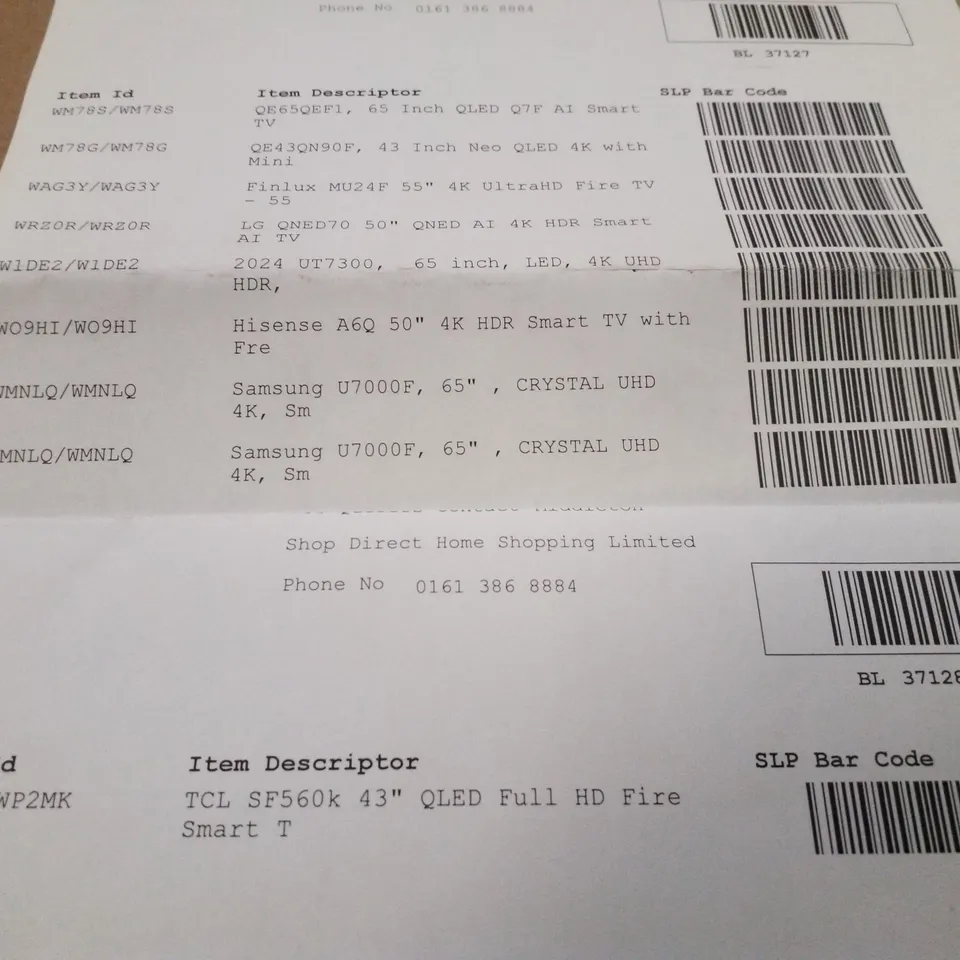 Phone No 0161 386 8884
BL 37127
Item Id Item Descriptor SLP Bar Code
WM78S/WM78S QE65QEF1, 65 Inch QLED Q7F AI Smart
TV
WM78G/WM78G QE43QN90F, 43 Inch Neo QLED 4K with
Mini
WAG3Y/WAG3Y Finlux MU24F 55" 4K UltraHD Fire TV
- 55
WRZ0R/WRZ0R LG QNED70 50" QNED AI 4K HDR Smart
AI TV
W1DE2/W1DE2 2024 UT7300, 65 inch, LED, 4K UHD
HDR,
WO9HI/WO9HI Hisense A6Q 50" 4K HDR Smart TV with
Fre
WMNLQ/WMNLQ Samsung U7000F, 65" , CRYSTAL UHD
4K, Sm
MNLQ/WMNLQ Samsung U7000F, 65" , CRYSTAL UHD
4K, Sm
Shop Direct Home Shopping Limited
Phone No 0161 386 8884
BL 37128
d Item Descriptor SLP Bar Code
WP2MK TCL SF560k 43" QLED Full HD Fire
Smart T